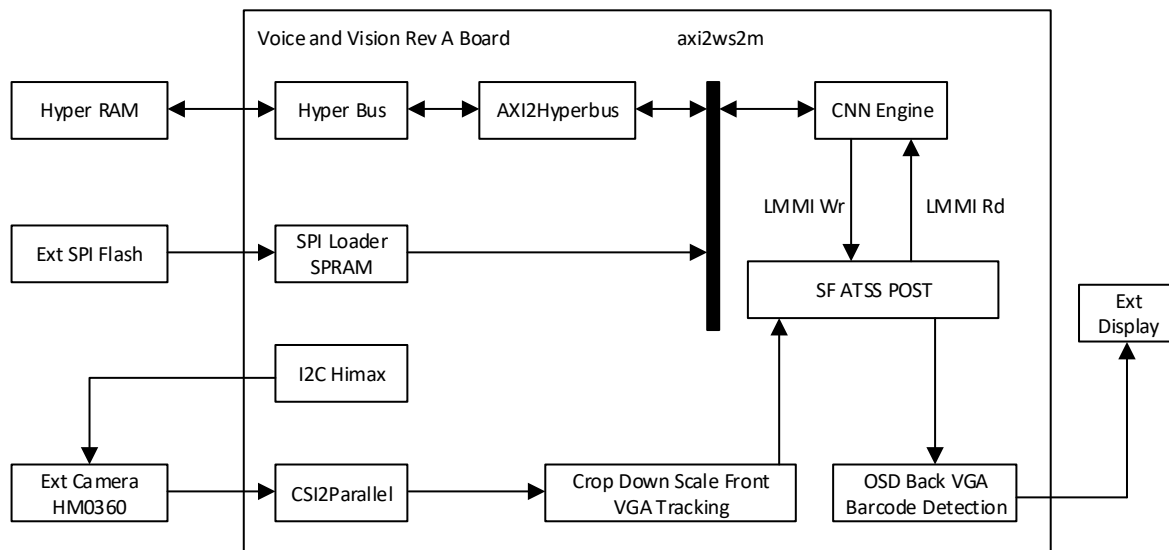 Voice and Vision Rev A Board
axi2ws2m
Hyper RAM
Hyper Bus
AXI2Hyperbus
CNN Engine
LMMI Wr
LMMI Rd
Ext SPI Flash
SPI Loader
SPRAM
SF ATSS POST
Ext
Display
I2C Himax
Ext Camera
HM0360
CSI2Parallel
Crop Down Scale Front
VGA Tracking
OSD Back VGA
Barcode Detection